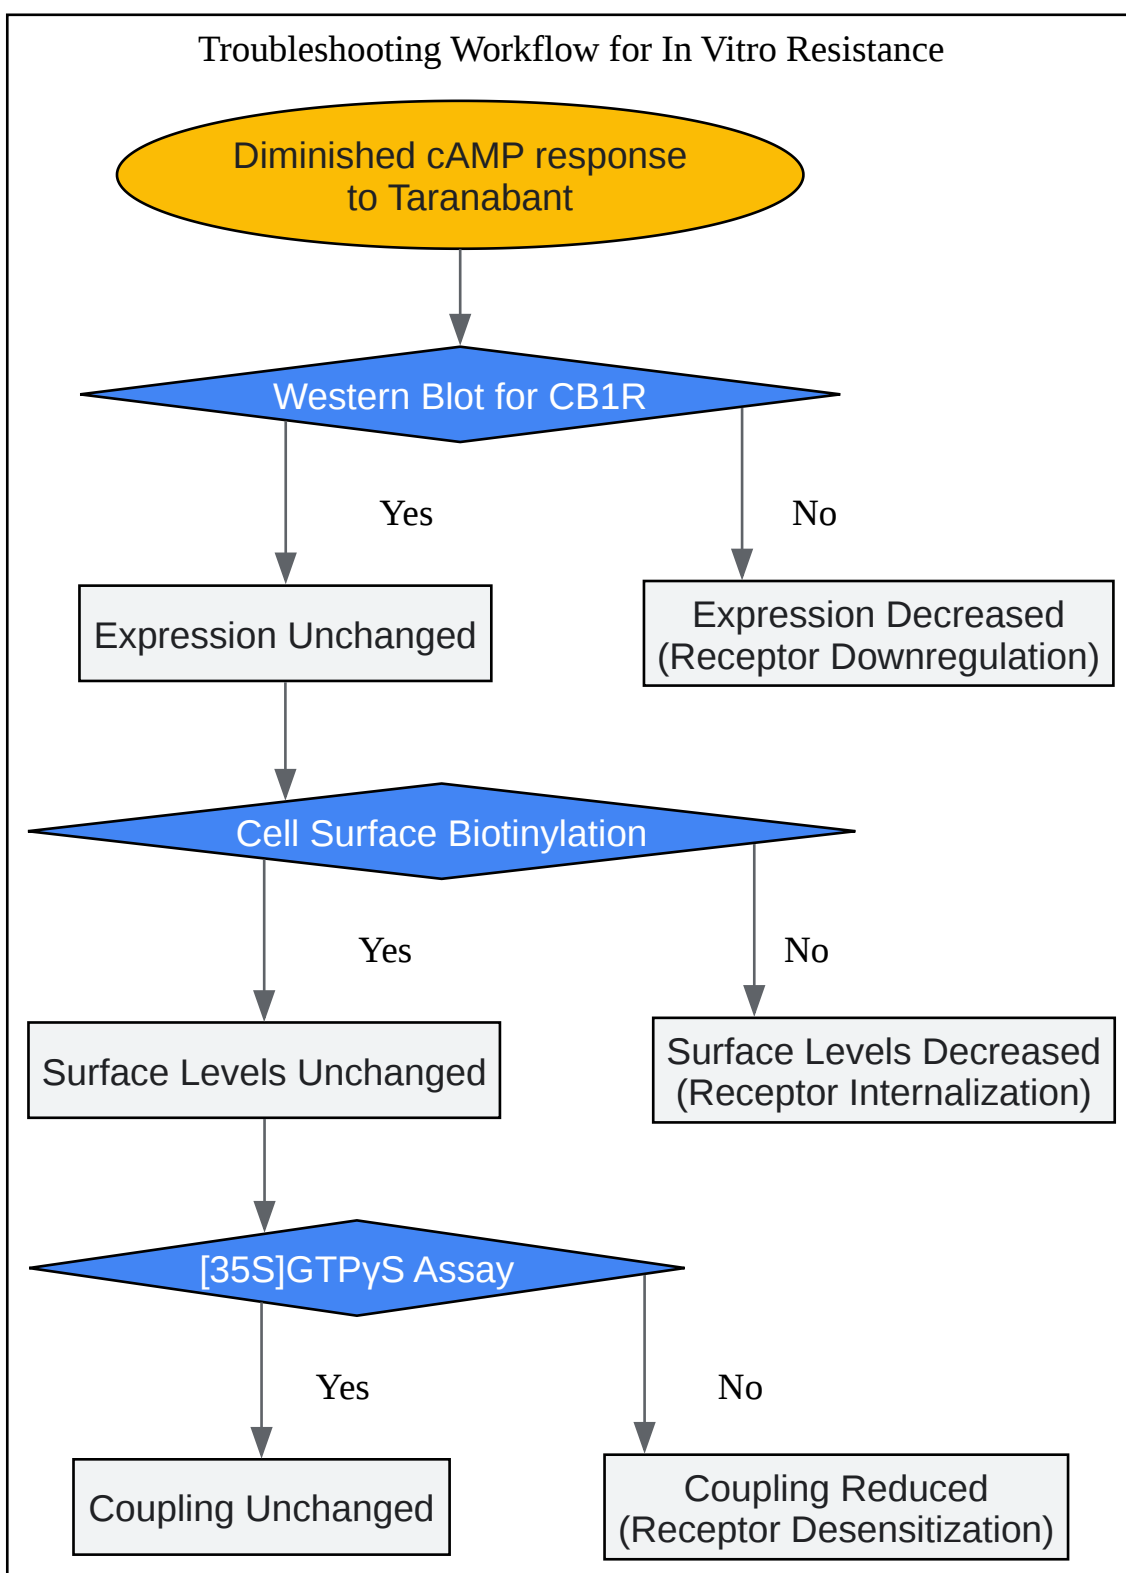 Troubleshooting Workflow for In Vitro Resistance
Diminished cAMP response
to Taranabant
Western Blot for CB1R
Yes
No
Expression Unchanged
Expression Decreased
(Receptor Downregulation)
Cell Surface Biotinylation
Yes
No
Surface Levels Unchanged
Surface Levels Decreased
(Receptor Internalization)
[35S]GTPγS Assay
Yes
No
Coupling Unchanged
Coupling Reduced
(Receptor Desensitization)